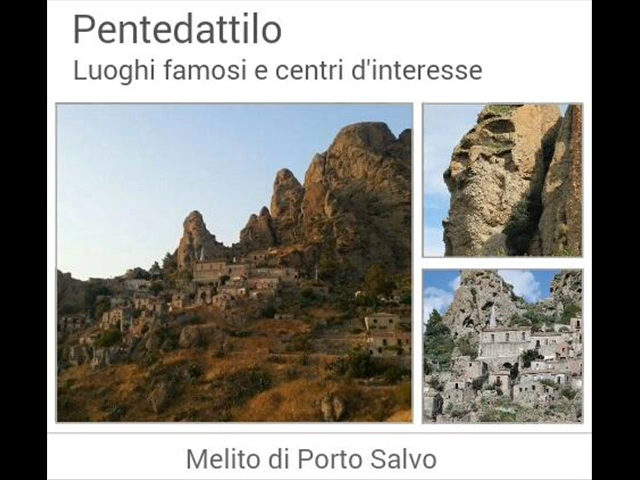 Pentedattilo
Luoghi famosi e centri d'interesse
Melito di Porto Salvo